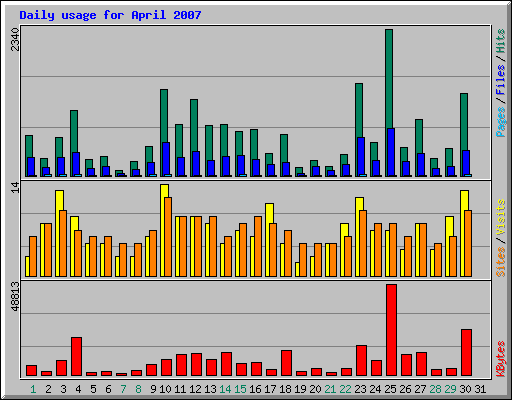 Daily usage for April 2007
2340
Pages / Files / Hits
14
Sites / Visits
48813
KBytes
1 2 3 4 5 6 7 8 9 10 11 12 13 14 15 16 17 18 19 20 21 22 23 24 25 26 27 28 29 30 31